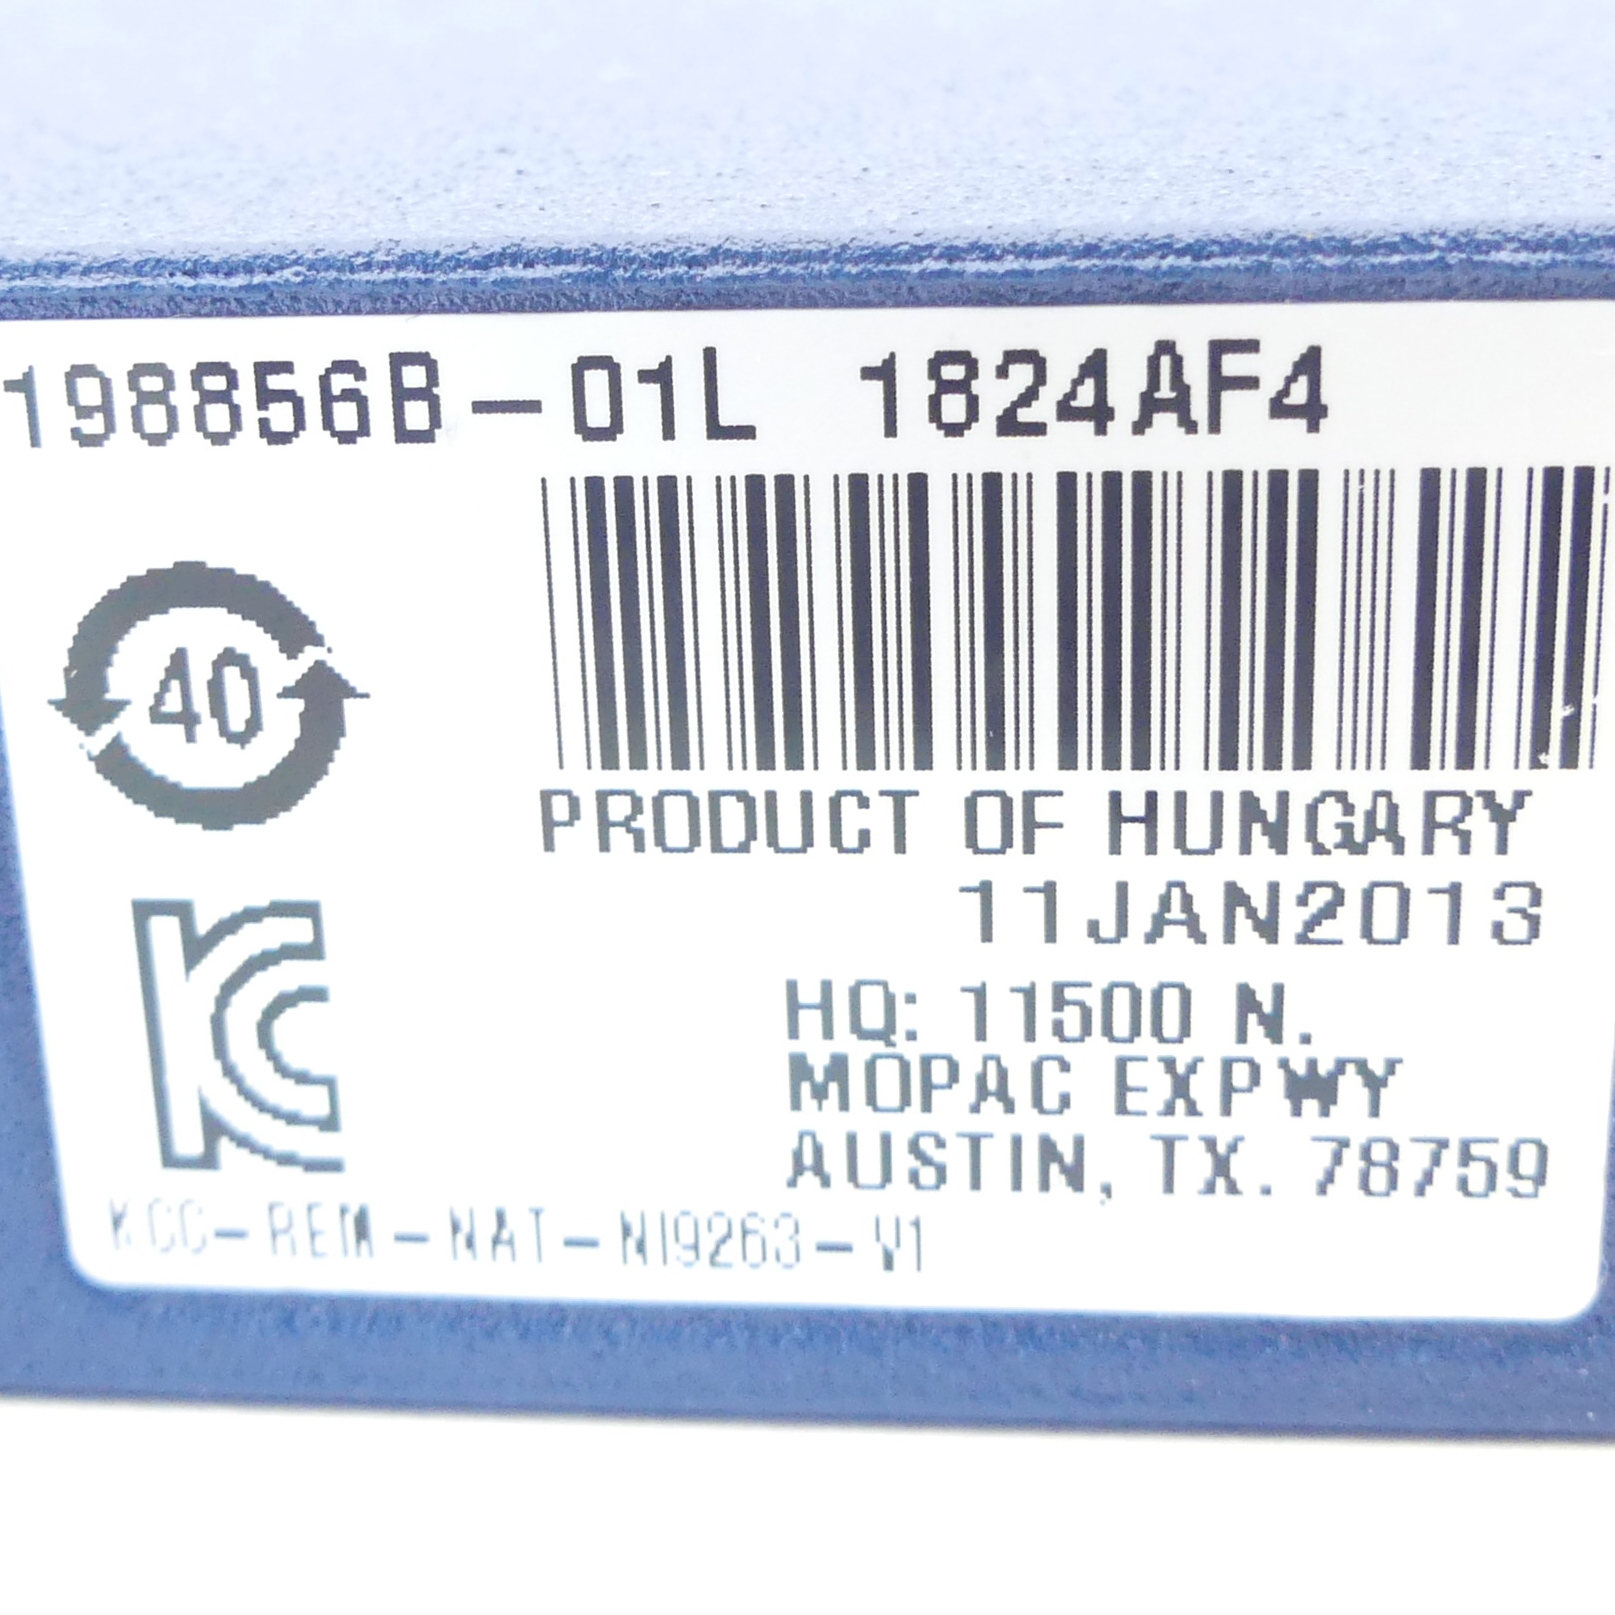 198856B-01L 1824AF4
40
PRODUCT OF HUNGARY
11JAN2013
KC
HQ: 11500 N.
MOPAC EXPWY
AUSTIN, TX. 78759
KCC-REM-NAT-NI9263-V1